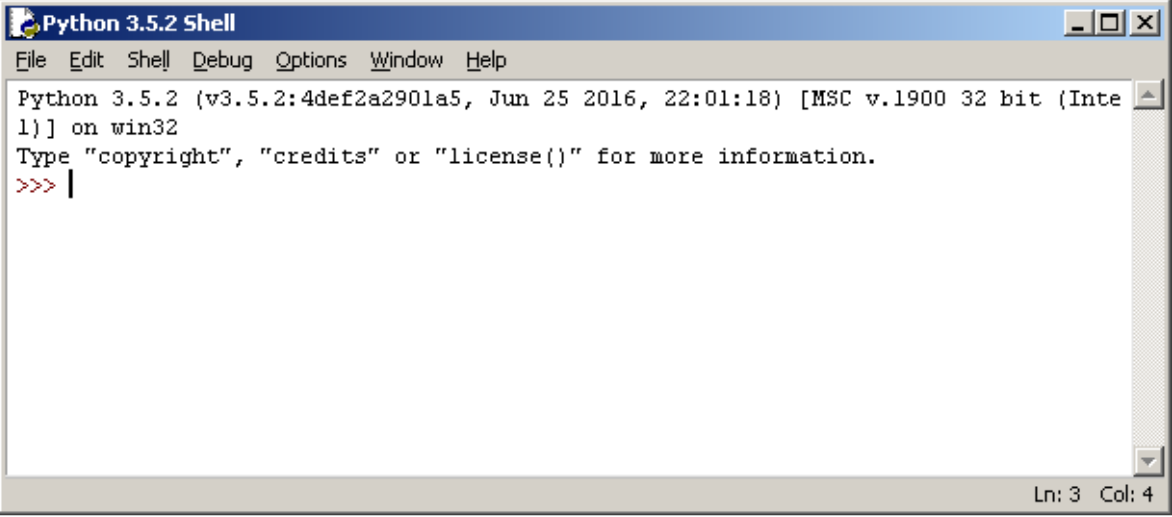 Python 3.5.2 Shell
File Edit Shell Debug Options Window Help
Python 3.5.2 (v3.5.2:4def2a2901a5, Jun 25 2016, 22:01:18) [MSC v.1900 32 bit (Inte
l)] on win32
Type "copyright", "credits" or "license()" for more information.
>>>
Ln: 3 Col: 4